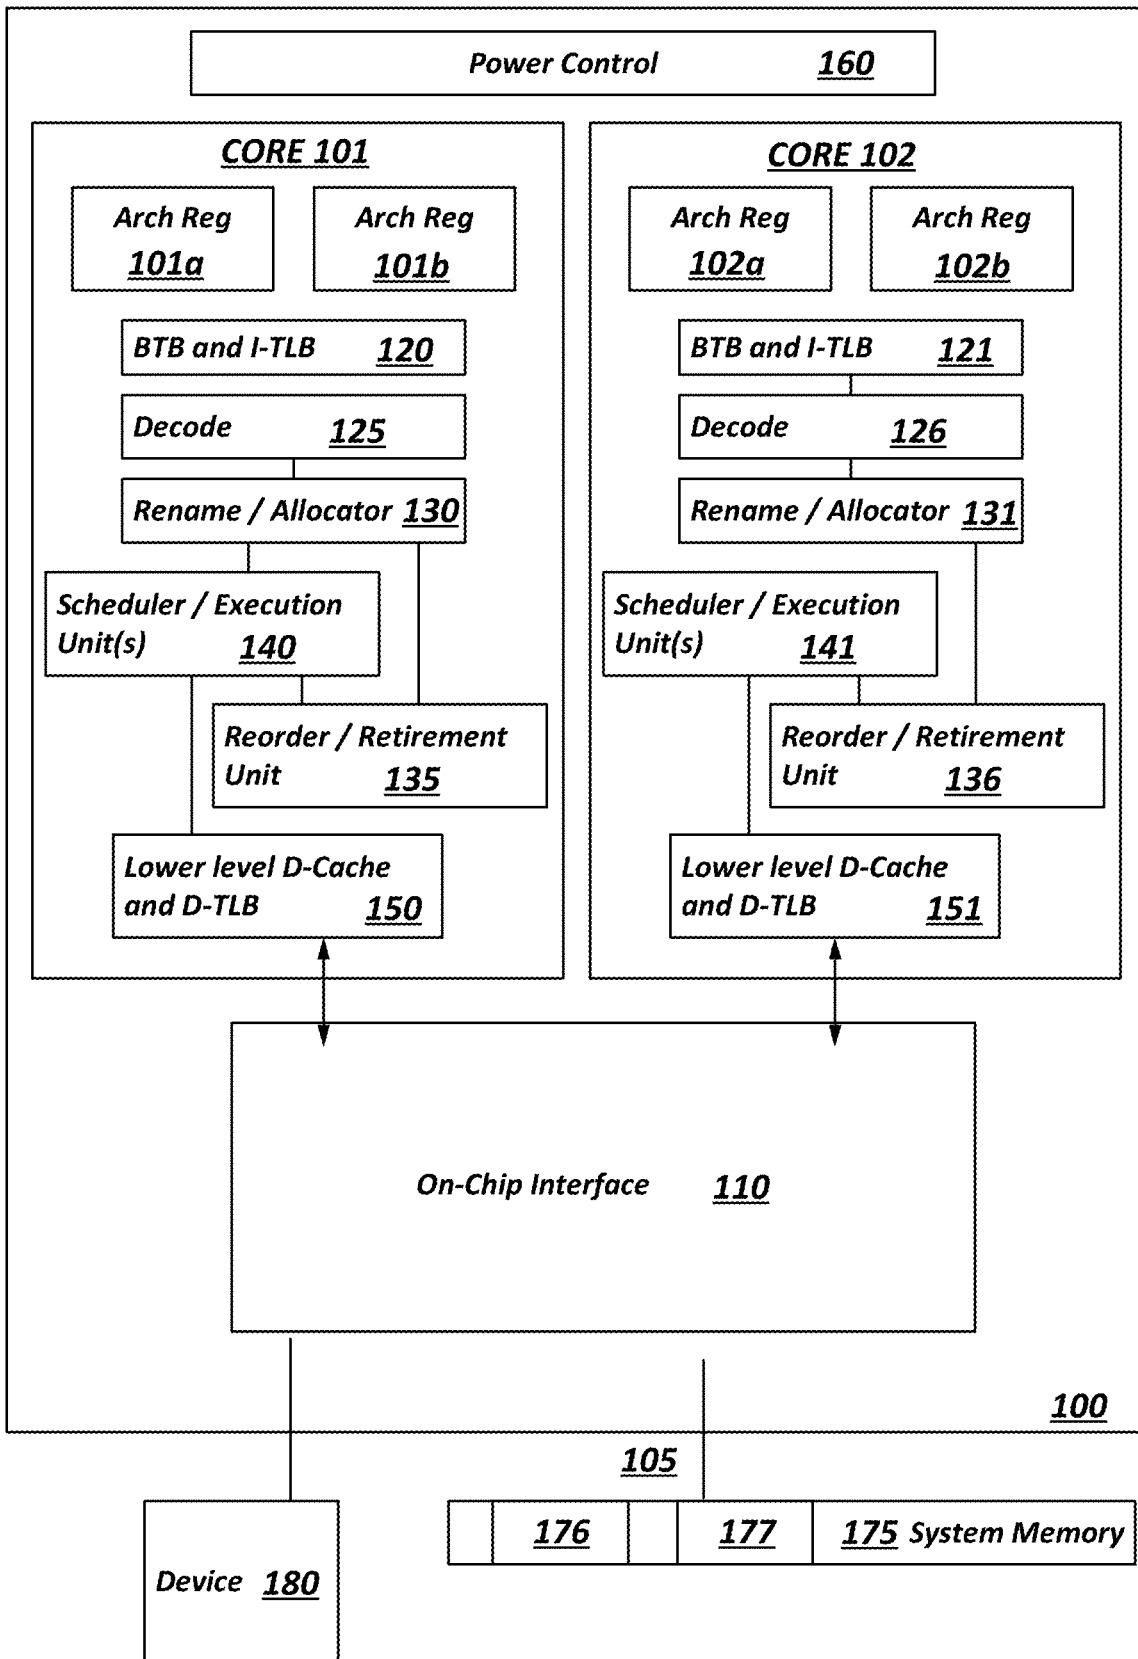 Power Control 160
CORE 101
Arch Reg
101a
Arch Reg
101b
BTB and I-TLB 120
Decode 125
Rename / Allocator 130
Scheduler / Execution
Unit(s) 140
Reorder / Retirement
Unit 135
Lower level D-Cache
and D-TLB 150
CORE 102
Arch Reg
102a
Arch Reg
102b
BTB and I-TLB 121
Decode 126
Rename / Allocator 131
Scheduler / Execution
Unit(s) 141
Reorder / Retirement
Unit 136
Lower level D-Cache
and D-TLB 151
On-Chip Interface 110
100
105
176 177 175 System Memory
Device 180